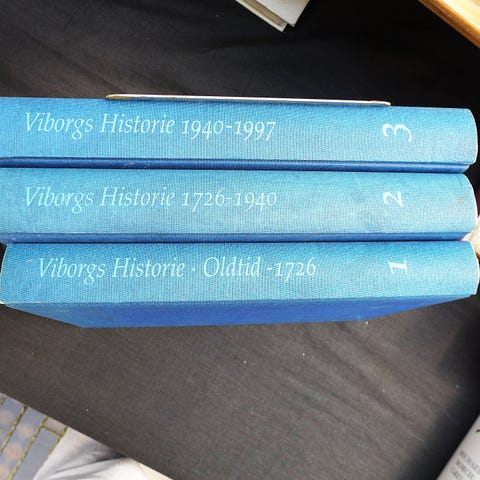 Viborgs Historie 1940-1997 3
Viborgs Historie 1726-1940 2
Viborgs Historie · Oldtid -1726 1